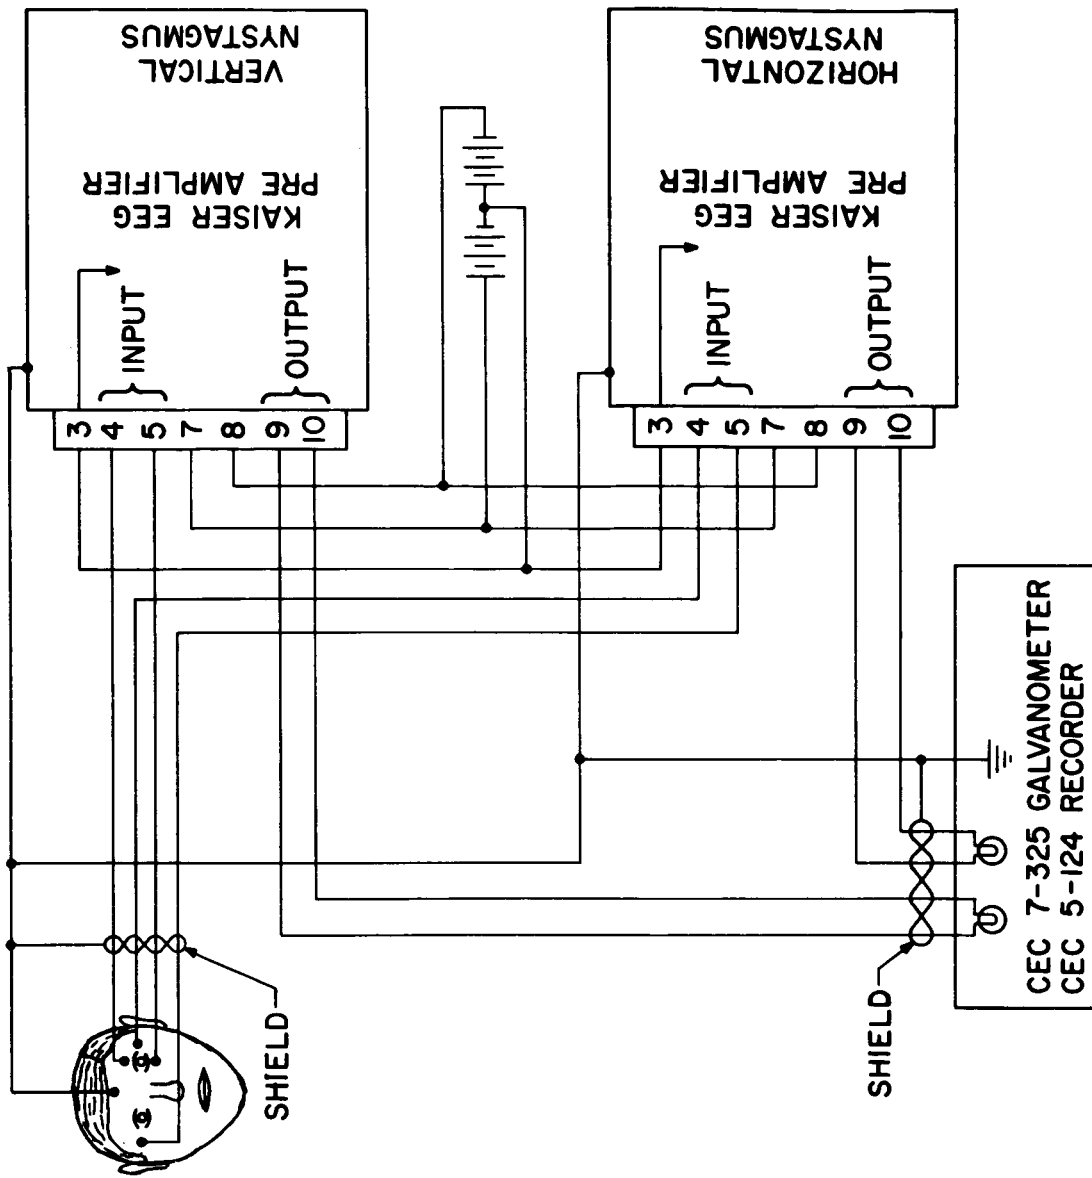 VERTICAL
NYSTAGMUS
KAISER EEG
PRE AMPLIFIER
INPUT
OUTPUT
3
4
5
7
8
9
10
HORIZONTAL
NYSTAGMUS
KAISER EEG
PRE AMPLIFIER
INPUT
OUTPUT
3
4
5
7
8
9
10
SHIELD
SHIELD
CEC 7-325 GALVANOMETER
CEC 5-124 RECORDER